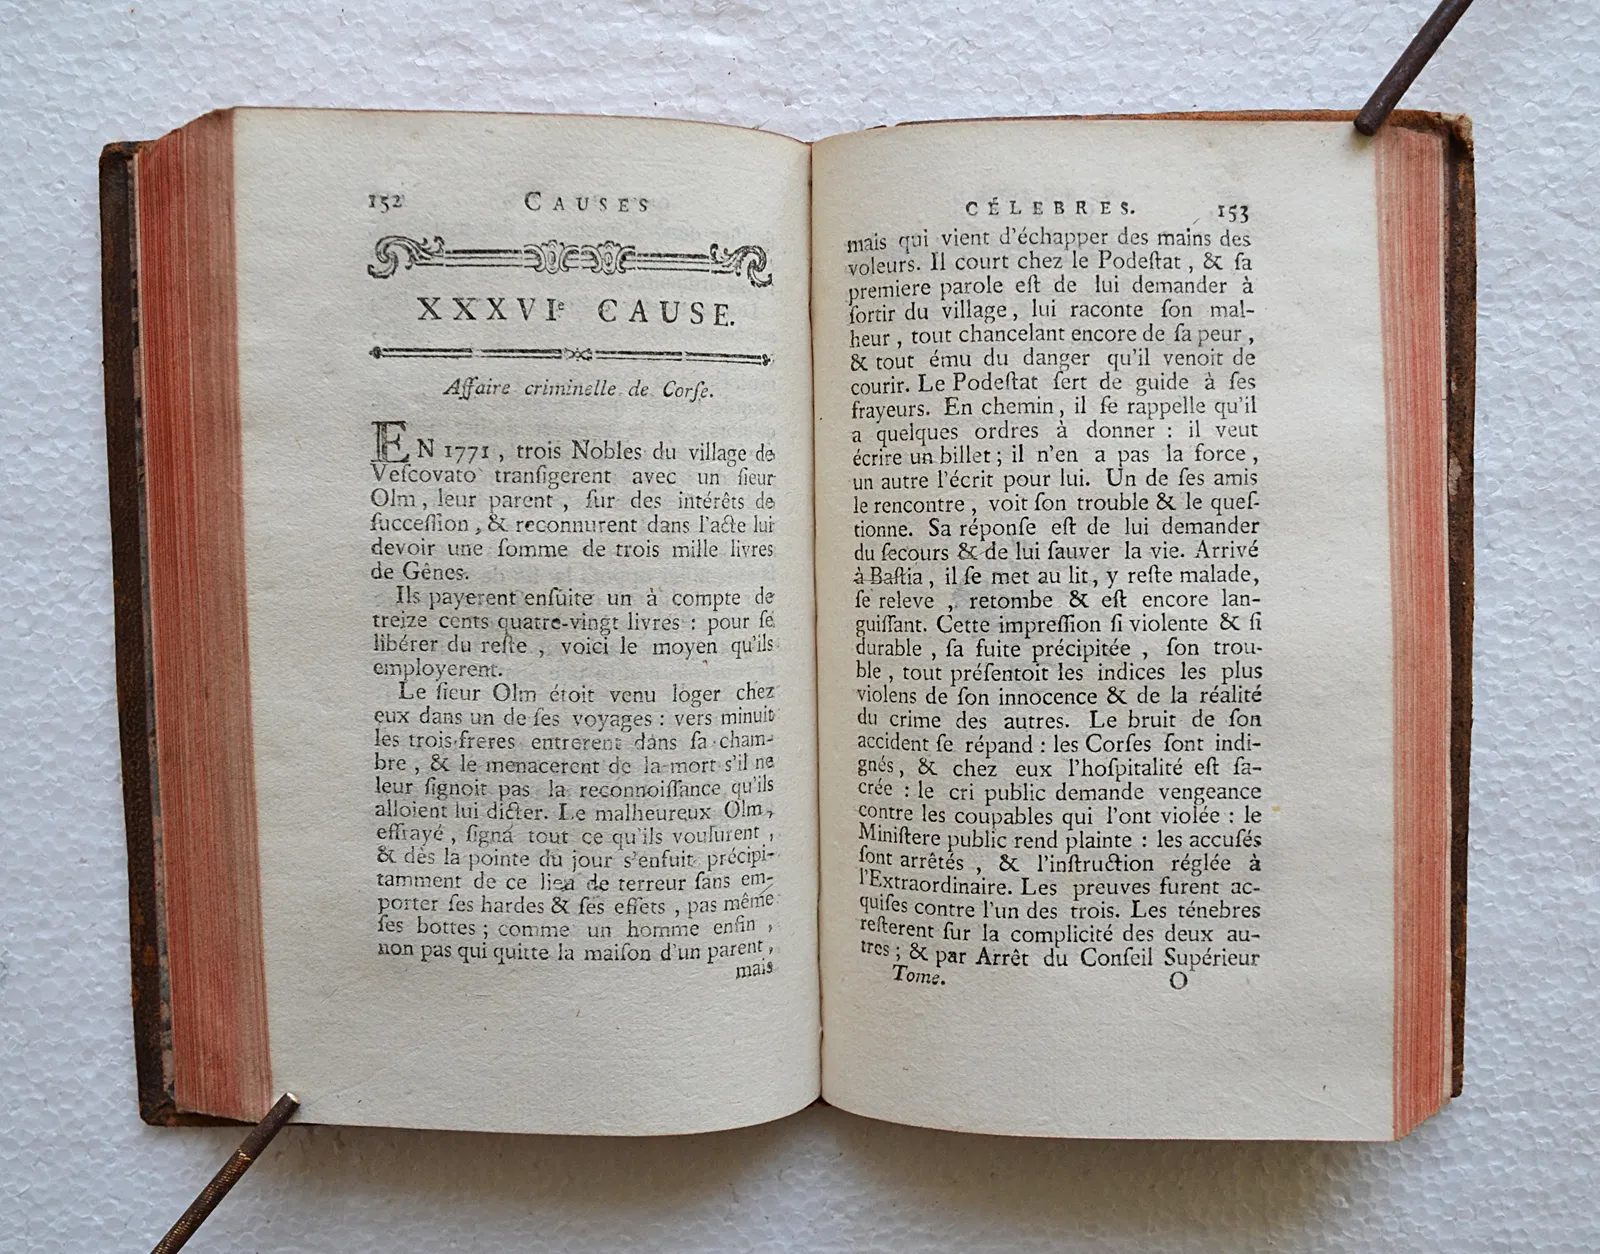 152 CAUSES
XXXVIe CAUSE.
Affaire criminelle de Corſe.
EN 1771, trois Nobles du village de
Veſcovato tranſigerent avec un ſieur
Olm, leur parent, ſur des intérêts de
ſucceſſion, & reconnurent dans l'acte lui
devoir une ſomme de trois mille livres
de Gênes.
Ils payerent enſuite un à compte de
treize cents quatre-vingt livres : pour ſe
libérer du reſte, voici le moyen qu'ils
employerent.
Le ſieur Olm étoit venu loger chez
eux dans un de ſes voyages : vers minuit
les trois freres entrerent dans ſa cham-
bre, & le menacerent de la mort s'il ne
leur ſignoit pas la reconnoiſſance qu'ils
alloient lui dicter. Le malheureux Olm,
effrayé, ſigna tout ce qu'ils voulurent,
& dès la pointe du jour s'enfuit précipi-
tamment de ce lieu de terreur ſans em-
porter ſes hardes & ſes effets, pas même
ſes bottes ; comme un homme enfin,
non pas qui quitte la maiſon d'un parent,
mais
CÉLEBRES. 153
mais qui vient d'échapper des mains des
voleurs. Il court chez le Podeſtat, & ſa
premiere parole eſt de lui demander à
ſortir du village, lui raconte ſon mal-
heur, tout chancelant encore de ſa peur,
& tout ému du danger qu'il venoit de
courir. Le Podeſtat ſert de guide à ſes
frayeurs. En chemin, il ſe rappelle qu'il
a quelques ordres à donner : il veut
écrire un billet ; il n'en a pas la force,
un autre l'écrit pour lui. Un de ſes amis
le rencontre, voit ſon trouble & le queſ-
tionne. Sa réponſe eſt de lui demander
du ſecours & de lui ſauver la vie. Arrivé
à Baſtia, il ſe met au lit, y reſte malade,
ſe releve, retombe & eſt encore lan-
guiſſant. Cette impreſſion ſi violente & ſi
durable, ſa fuite précipitée, ſon trou-
ble, tout préſentoit les indices les plus
violens de ſon innocence & de la réalité
du crime des autres. Le bruit de ſon
accident ſe répand : les Corſes ſont indi-
gnés, & chez eux l'hoſpitalité eſt ſa-
crée : le cri public demande vengeance
contre les coupables qui l'ont violée : le
Miniſtere public rend plainte : les accuſés
ſont arrêtés, & l'inſtruction réglée à
l'Extraordinaire. Les preuves furent ac-
quiſes contre l'un des trois. Les ténebres
reſterent ſur la complicité des deux au-
tres ; & par Arrêt du Conſeil Supérieur
Tome. O